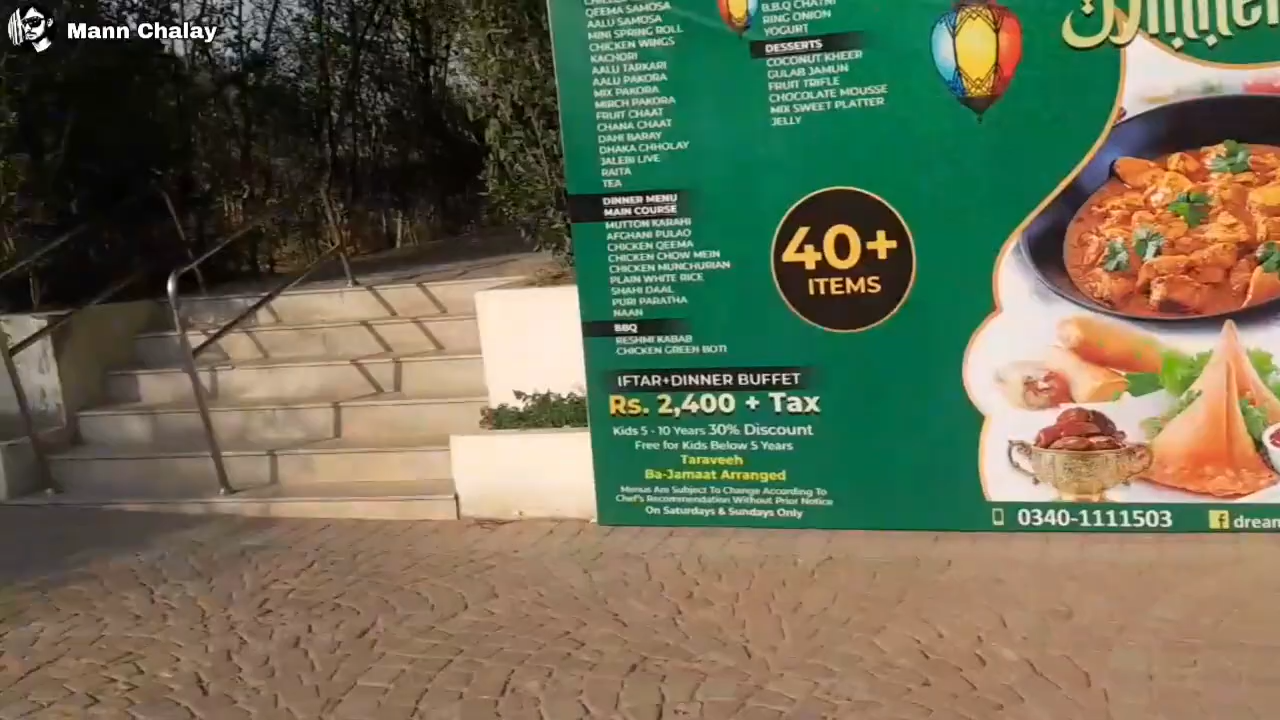 Mann Chalay
QEEMA SAMOSA
AALU SAMOSA
MINI SPRING ROLL
CHICKEN WINGS
KACHORI
AALU TARKARI
AALU PAKORA
MIX PAKORA
MIRCH PAKORA
FRUIT CHAAT
CHANA CHAAT
DAHI BARAY
DHAKA CHHOLAY
JALEBI LIVE
RAITA
TEA
DINNER MENU
MAIN COURSE
MUTTON KARAHI
AFGHANI PULAO
CHICKEN QEEMA
CHICKEN CHOW MEIN
CHICKEN MUNCHURIAN
PLAIN WHITE RICE
SHAHI DAAL
PURI PARATHA
NAAN
BBQ
RESHMI KABAB
CHICKEN GREEN BOTI
B.B.Q CHATNI
RING ONION
YOGURT
DESSERTS
COCONUT KHEER
GULAB JAMUN
FRUIT TRIFLE
CHOCOLATE MOUSSE
MIX SWEET PLATTER
JELLY
Dinner
40+
ITEMS
IFTAR+DINNER BUFFET
Rs. 2,400 + Tax
Kids 5 - 10 Years 30% Discount
Free for Kids Below 5 Years
Taraveeh
Ba-Jamaat Arranged
Menus Are Subject To Change According To
Chef's Recommendation Without Prior Notice
On Saturdays & Sundays Only
0340-1111503
f dream